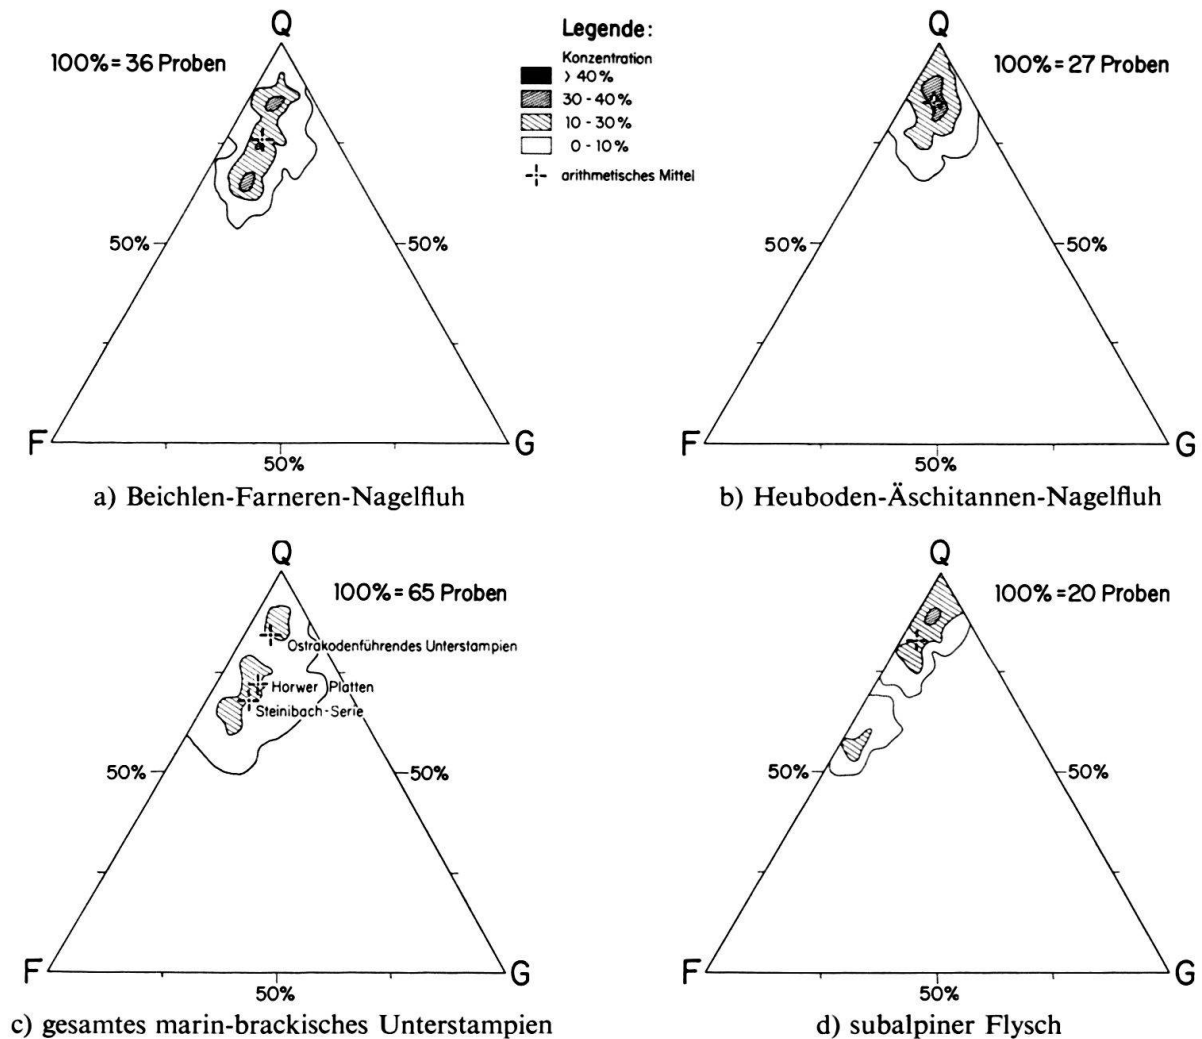 Q
100% = 36 Proben
50%
50%
F
G
50%
a) Beichlen-Farneren-Nagelfluh
Legende:
Konzentration
> 40%
30 - 40%
10 - 30%
0 - 10%
arithmetisches Mittel
Q
100% = 27 Proben
50%
50%
F
G
50%
b) Heuboden-Äschitannen-Nagelfluh
Q
100% = 65 Proben
Ostrakodenführendes Unterstampien
Horwer Platten
Steinibach-Serie
50%
50%
F
G
50%
c) gesamtes marin-brackisches Unterstampien
Q
100% = 20 Proben
50%
50%
F
G
50%
d) subalpiner Flysch